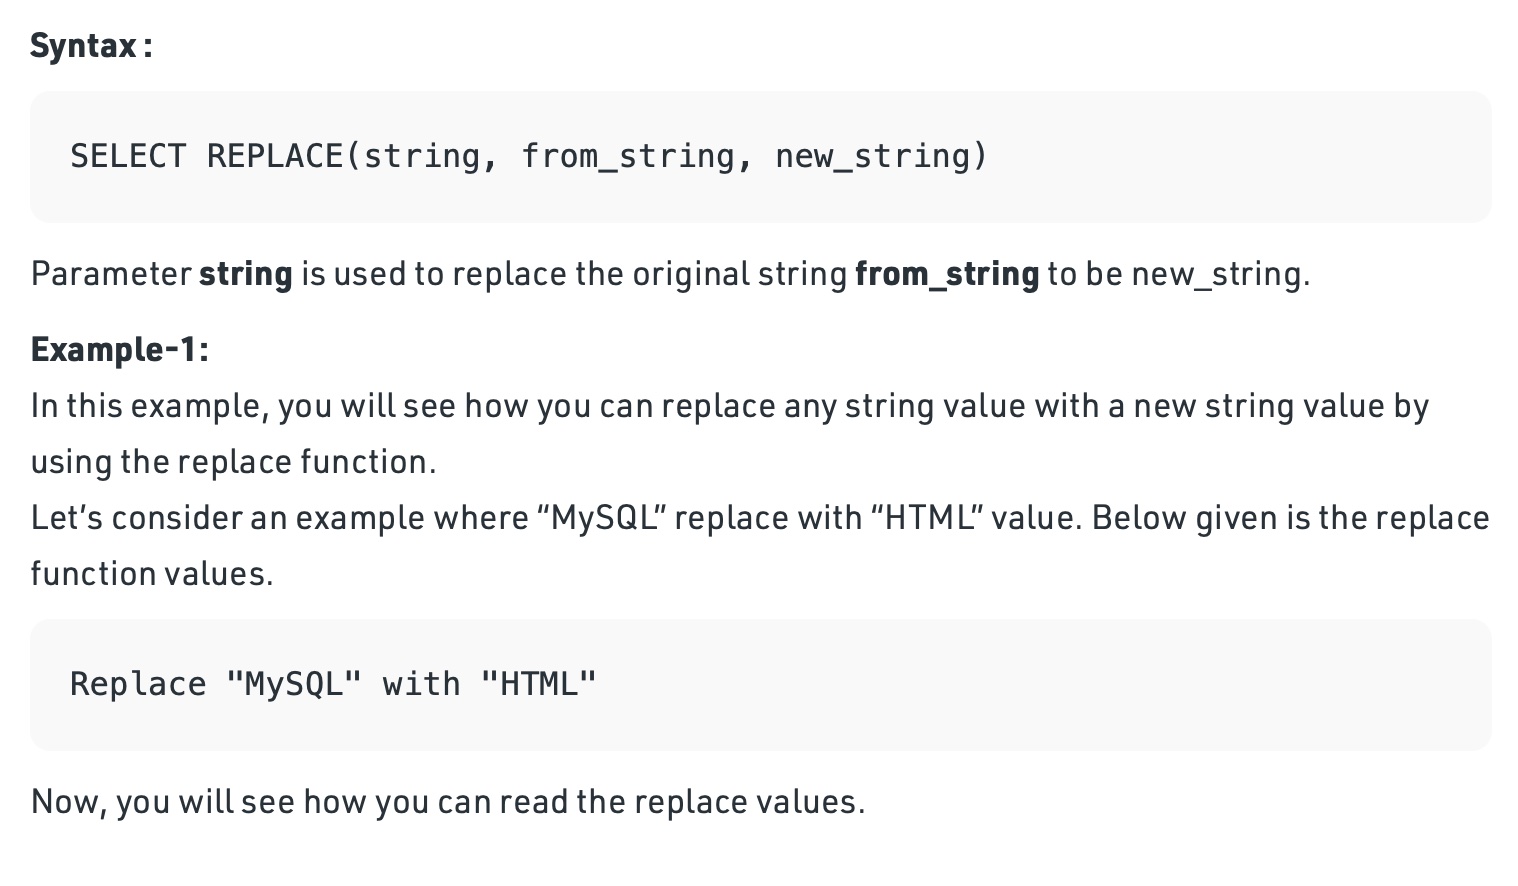 Syntax :
SELECT REPLACE(string, from_string, new_string)
Parameter string is used to replace the original string from_string to be new_string.
Example-1:
In this example, you will see how you can replace any string value with a new string value by
using the replace function.
Let’s consider an example where “MySQL” replace with “HTML” value. Below given is the replace
function values.
Replace "MySQL" with "HTML"
Now, you will see how you can read the replace values.